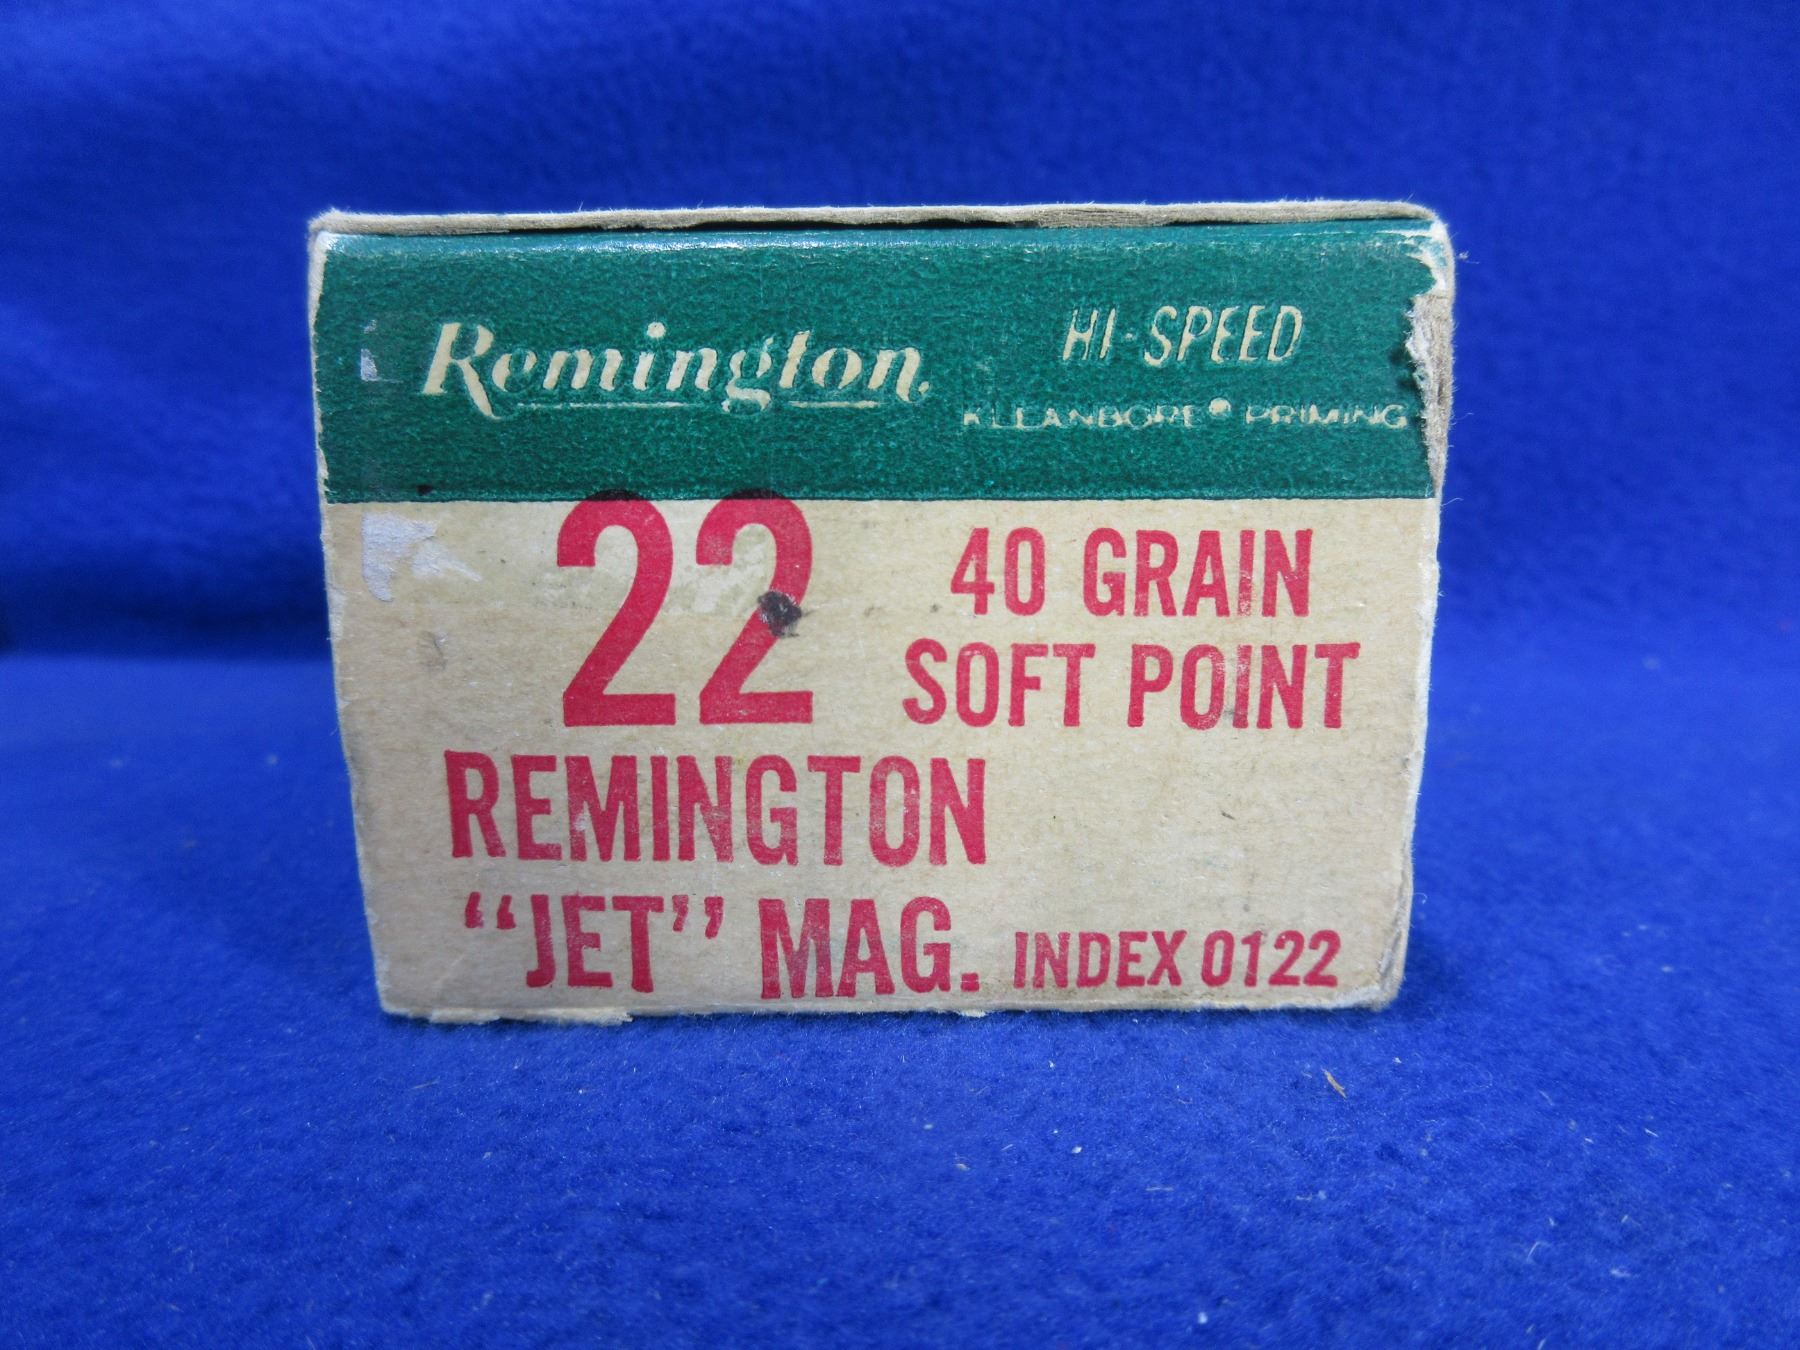 Remington.
HI-SPEED
KLEANBORE® PRIMING
22
40 GRAIN
SOFT POINT
REMINGTON
“JET” MAG.
INDEX 0122